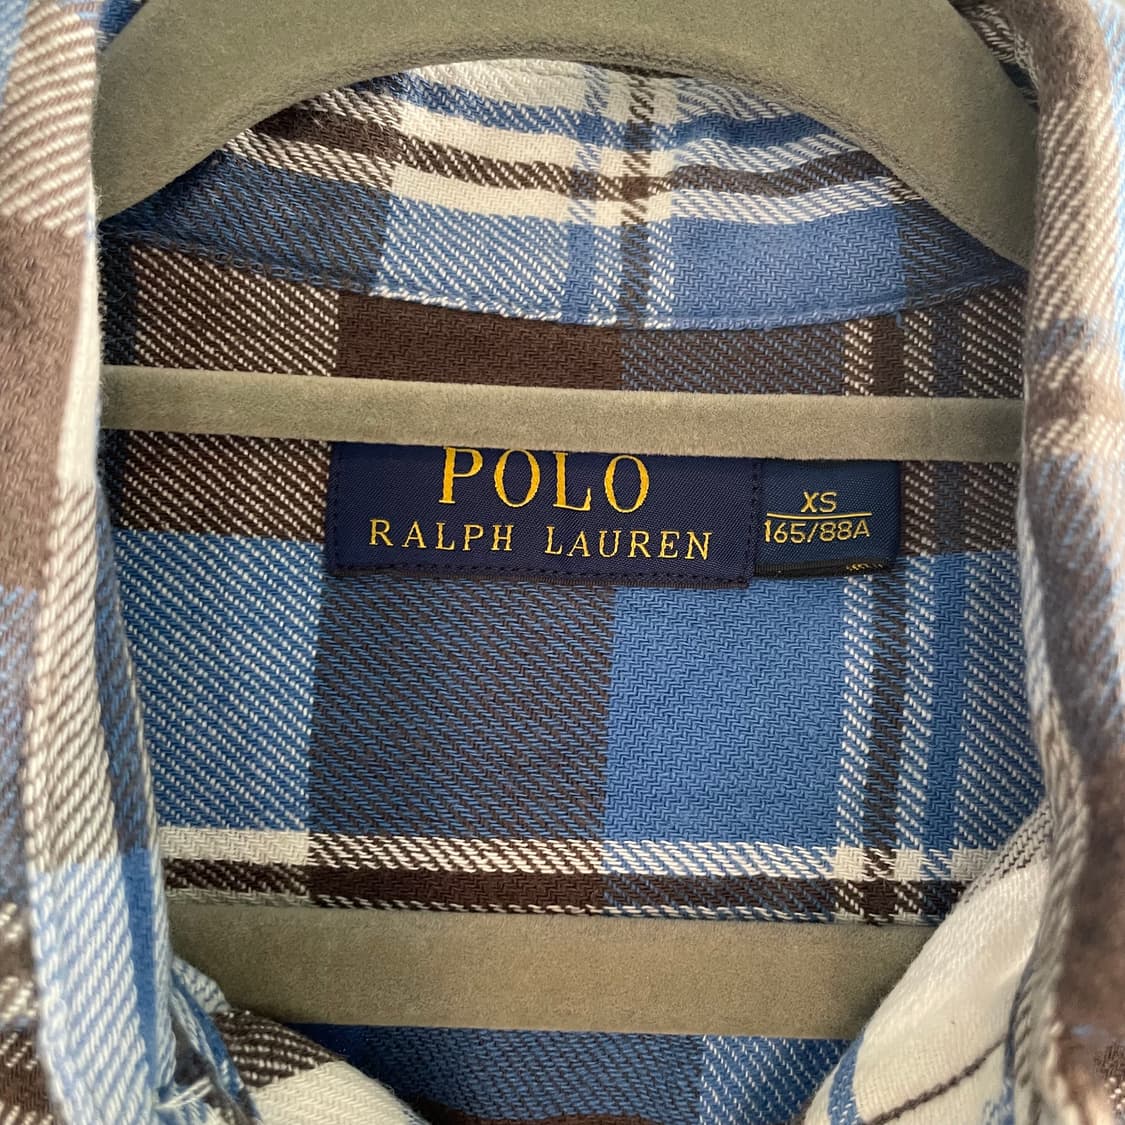 POLO
RALPH LAUREN
XS
165/88A